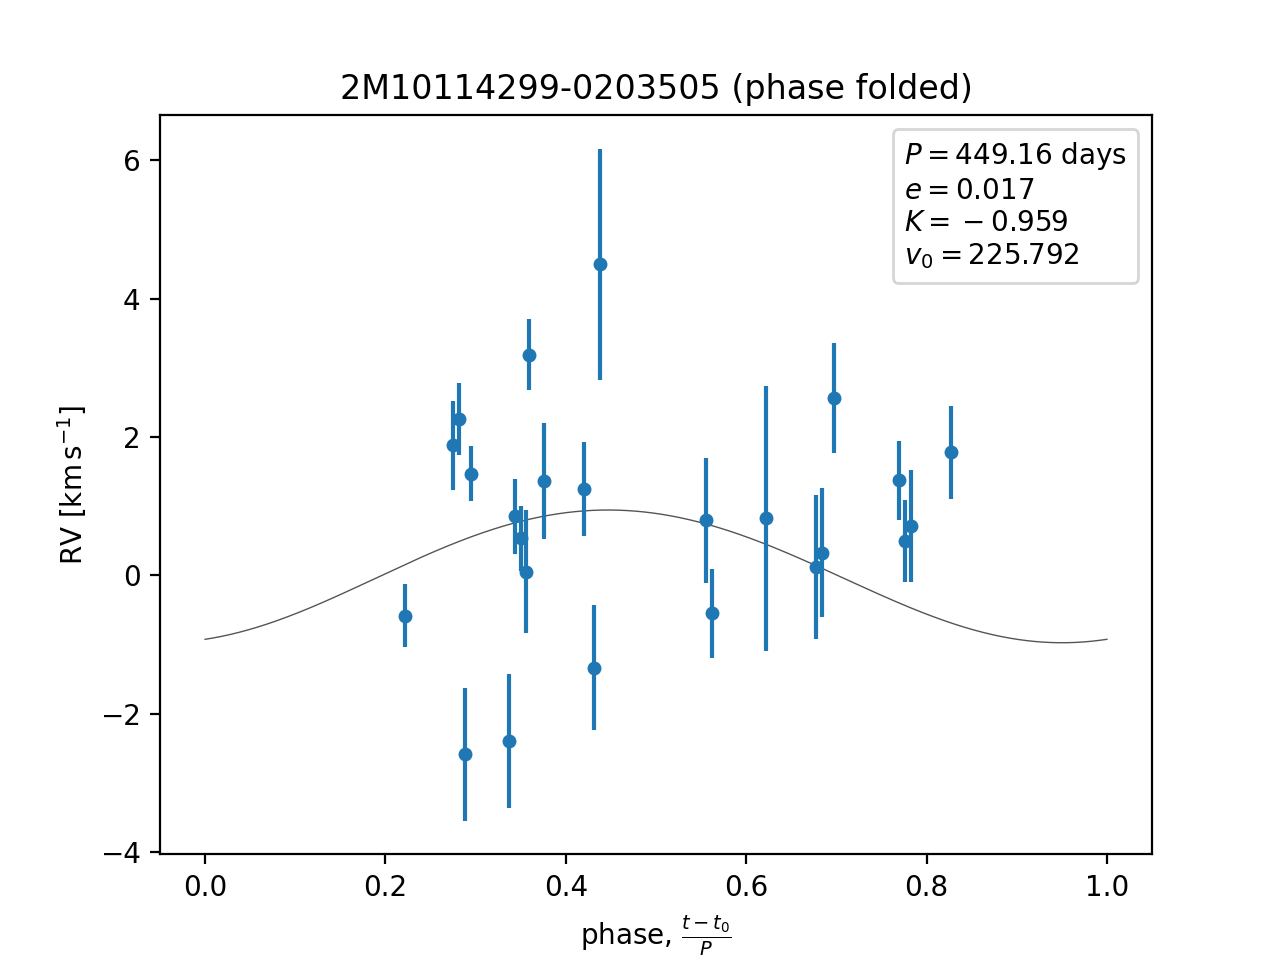 2M10114299-0203505 (phase folded)
P = 449.16 days
e = 0.017
K = −0.959
v₀ = 225.792
6
4
2
0
−2
−4
RV [km s⁻¹]
0.0 0.2 0.4 0.6 0.8 1.0
phase, (t − t₀)/P